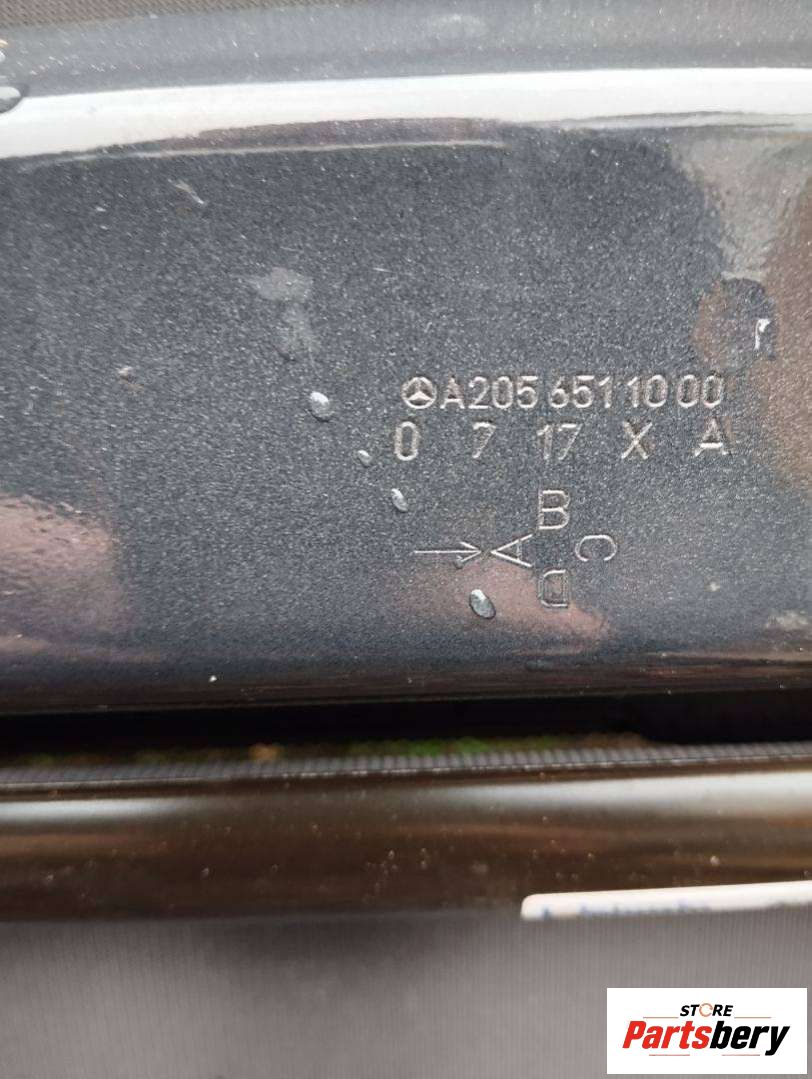 A205 651 10 00
0 7 17 X A
B
A C
D
STORE
Partsbery